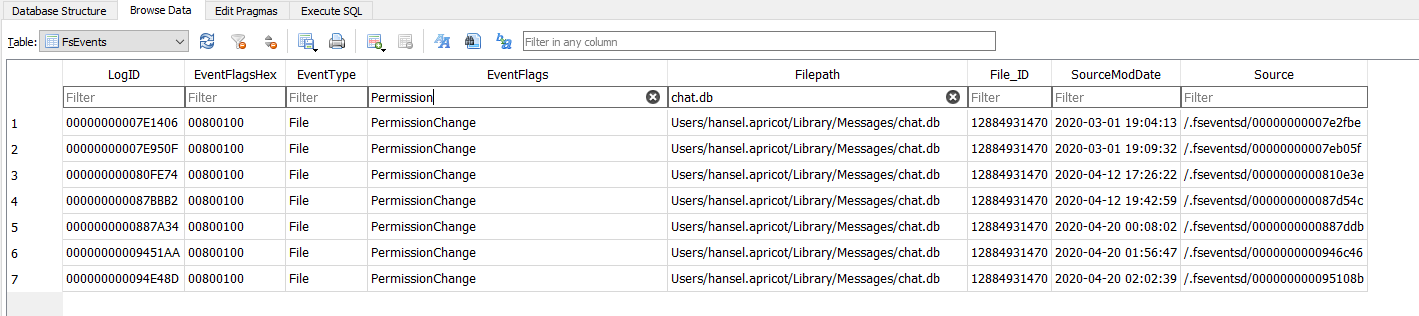 Database Structure Browse Data Edit Pragmas Execute SQL
Table: FsEvents Filter in any column
LogID EventFlagsHex EventType EventFlags Filepath File_ID SourceModDate Source
Filter Filter Filter Permission chat.db Filter Filter Filter
1 00000000007E1406 00800100 File PermissionChange Users/hansel.apricot/Library/Messages/chat.db 12884931470 2020-03-01 19:04:13 /.fseventsd/00000000007e2fbe
2 00000000007E950F 00800100 File PermissionChange Users/hansel.apricot/Library/Messages/chat.db 12884931470 2020-03-01 19:09:32 /.fseventsd/00000000007eb05f
3 000000000080FE74 00800100 File PermissionChange Users/hansel.apricot/Library/Messages/chat.db 12884931470 2020-04-12 17:26:22 /.fseventsd/0000000000810e3e
4 000000000087BBB2 00800100 File PermissionChange Users/hansel.apricot/Library/Messages/chat.db 12884931470 2020-04-12 19:42:59 /.fseventsd/000000000087d54c
5 0000000000887A34 00800100 File PermissionChange Users/hansel.apricot/Library/Messages/chat.db 12884931470 2020-04-20 00:08:02 /.fseventsd/0000000000887ddb
6 00000000009451AA 00800100 File PermissionChange Users/hansel.apricot/Library/Messages/chat.db 12884931470 2020-04-20 01:56:47 /.fseventsd/0000000000946c46
7 000000000094E48D 00800100 File PermissionChange Users/hansel.apricot/Library/Messages/chat.db 12884931470 2020-04-20 02:02:39 /.fseventsd/000000000095108b